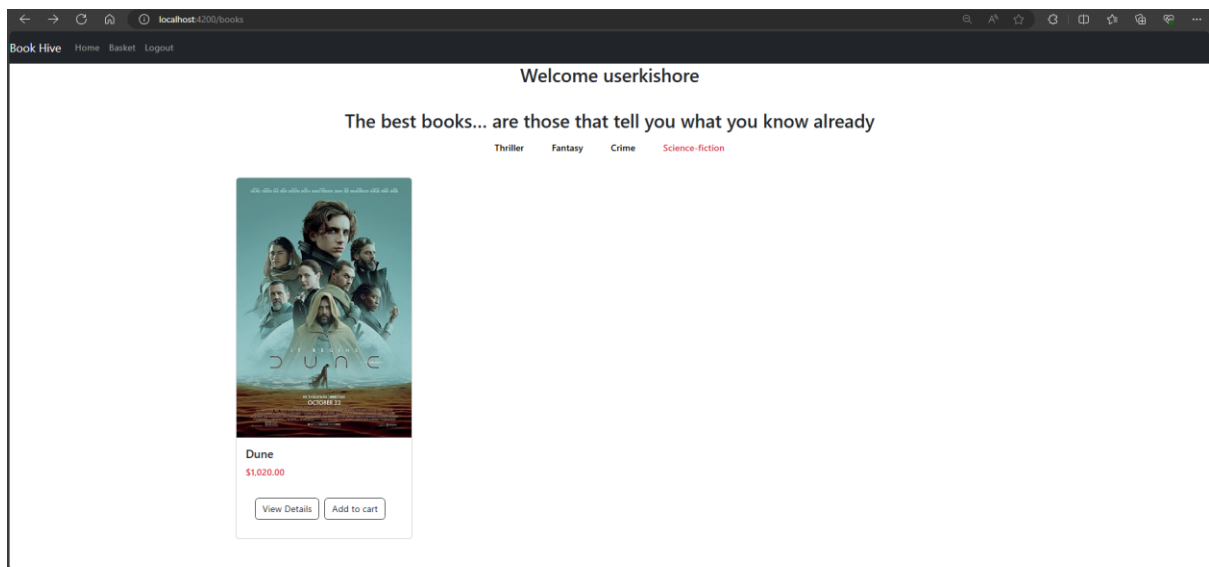 localhost:4200/books
Book Hive Home Basket Logout
Welcome userkishore
The best books... are those that tell you what you know already
Thriller Fantasy Crime Science-fiction
DUNE
OCTOBER 22
Dune
$1,020.00
View Details Add to cart